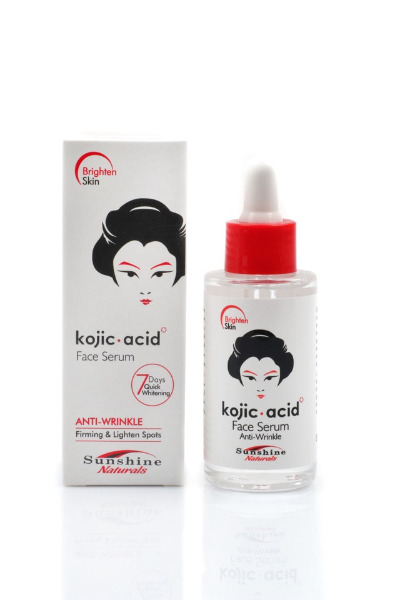 Brighten
Skin
kojic.acid
Face Serum
7 Days
Quick
Whitening
ANTI-WRINKLE
Firming & Lighten Spots
Sunshine
Naturals
Brighten
Skin
kojic.acid
Face Serum
Anti-Wrinkle
Sunshine
Naturals